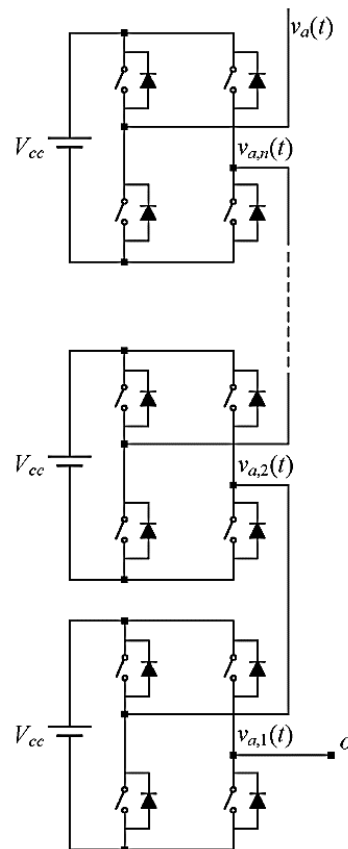 v_a(t)
V_cc
v_a,n(t)
V_cc
v_a,2(t)
V_cc
v_a,1(t)
o